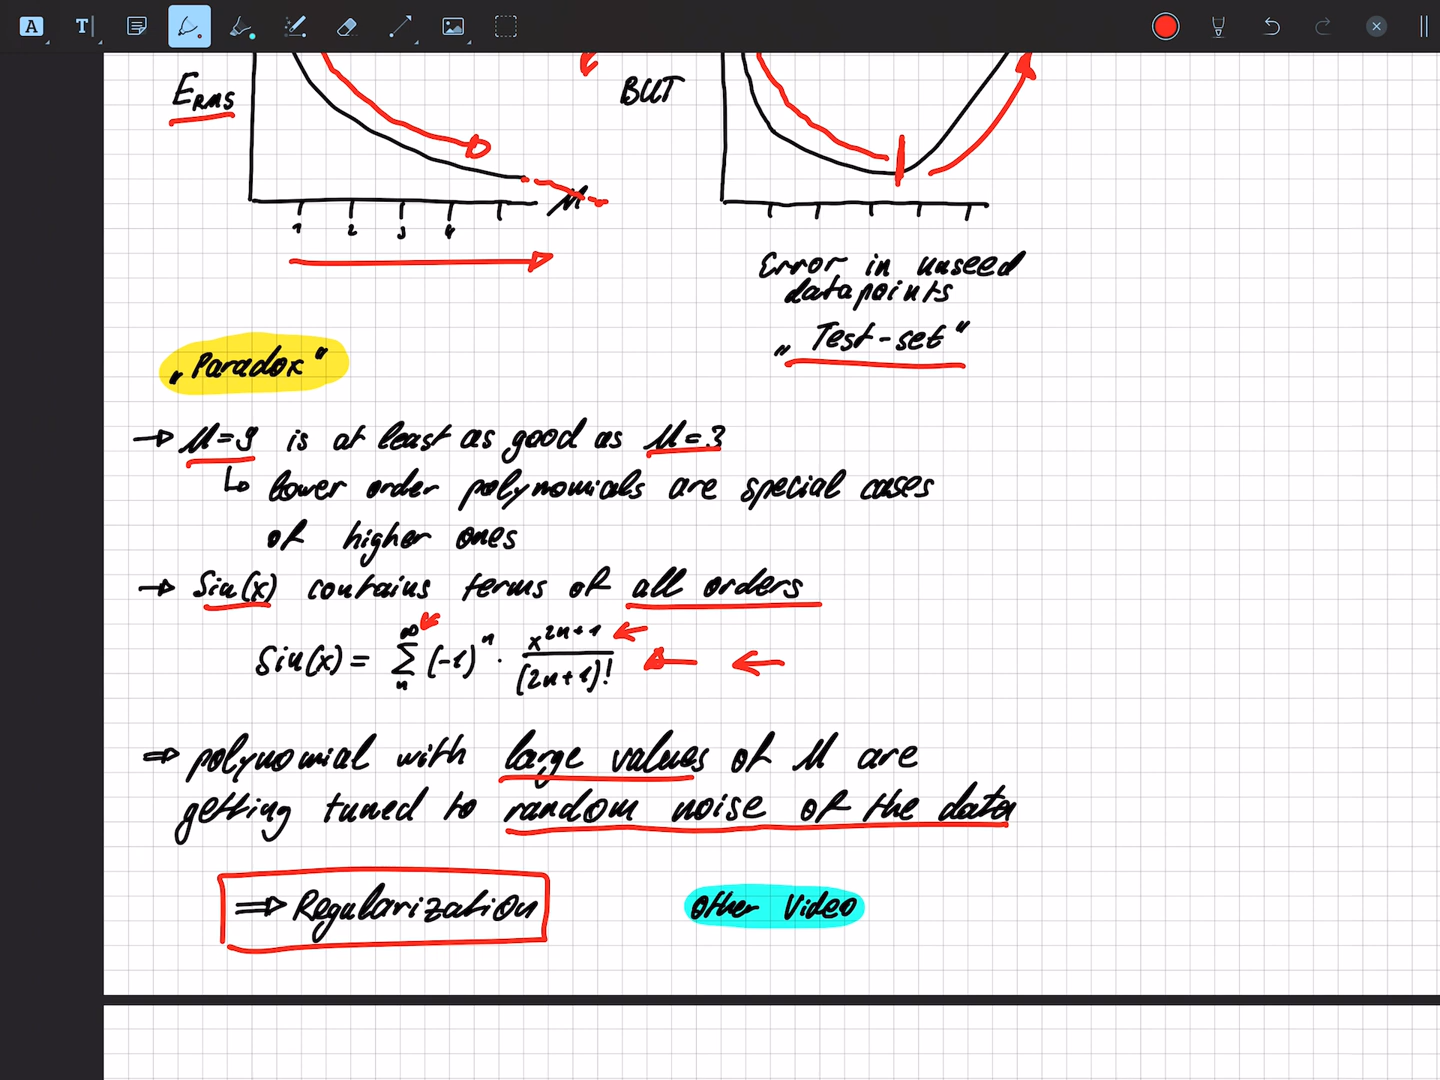 A T
E_RMS
BUT
M
1 2 3 4
Error in unseed
datapoints
„Test-set“
„Paradox“
→ M=9 is at least as good as M=3
↳ lower order polynomials are special cases
of higher ones
→ Sin(x) contains terms of all orders
Sin(x) = ∑_n^∞ (-1)^n · x^(2n+1) / (2n+1)!
⇒ polynomial with large values of M are
getting tuned to random noise of the data
⇒ Regularization
Other Video